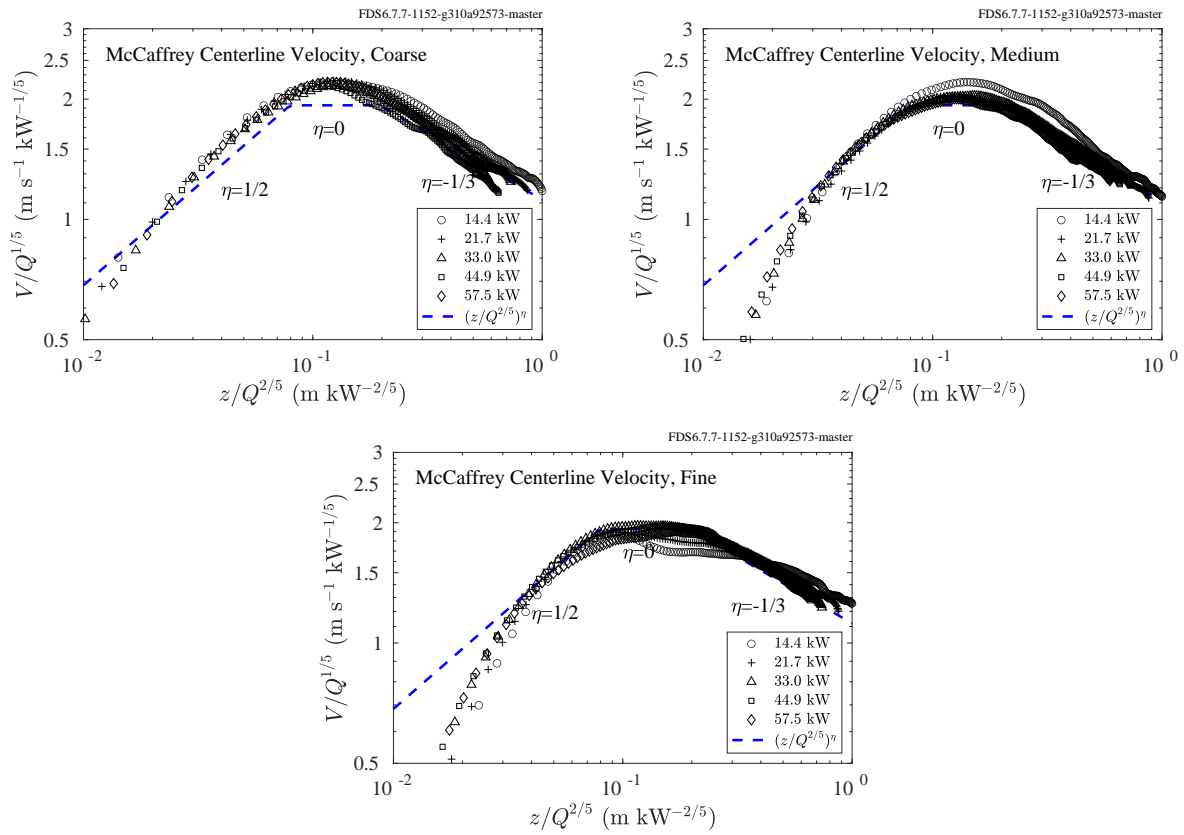 FDS6.7.7-1152-g310a92573-master
McCaffrey Centerline Velocity, Coarse
3
2.5
2
1.5
1
0.5
V/Q^{1/5} (m s^{−1} kW^{−1/5})
η=0
η=1/2
η=-1/3
14.4 kW
21.7 kW
33.0 kW
44.9 kW
57.5 kW
(z/Q^{2/5})^η
10^{-2}
10^{-1}
10^{0}
z/Q^{2/5} (m kW^{−2/5})
FDS6.7.7-1152-g310a92573-master
McCaffrey Centerline Velocity, Medium
3
2.5
2
1.5
1
0.5
V/Q^{1/5} (m s^{−1} kW^{−1/5})
η=0
η=1/2
η=-1/3
14.4 kW
21.7 kW
33.0 kW
44.9 kW
57.5 kW
(z/Q^{2/5})^η
10^{-2}
10^{-1}
10^{0}
z/Q^{2/5} (m kW^{−2/5})
FDS6.7.7-1152-g310a92573-master
McCaffrey Centerline Velocity, Fine
3
2.5
2
1.5
1
0.5
V/Q^{1/5} (m s^{−1} kW^{−1/5})
η=0
η=1/2
η=-1/3
14.4 kW
21.7 kW
33.0 kW
44.9 kW
57.5 kW
(z/Q^{2/5})^η
10^{-2}
10^{-1}
10^{0}
z/Q^{2/5} (m kW^{−2/5})